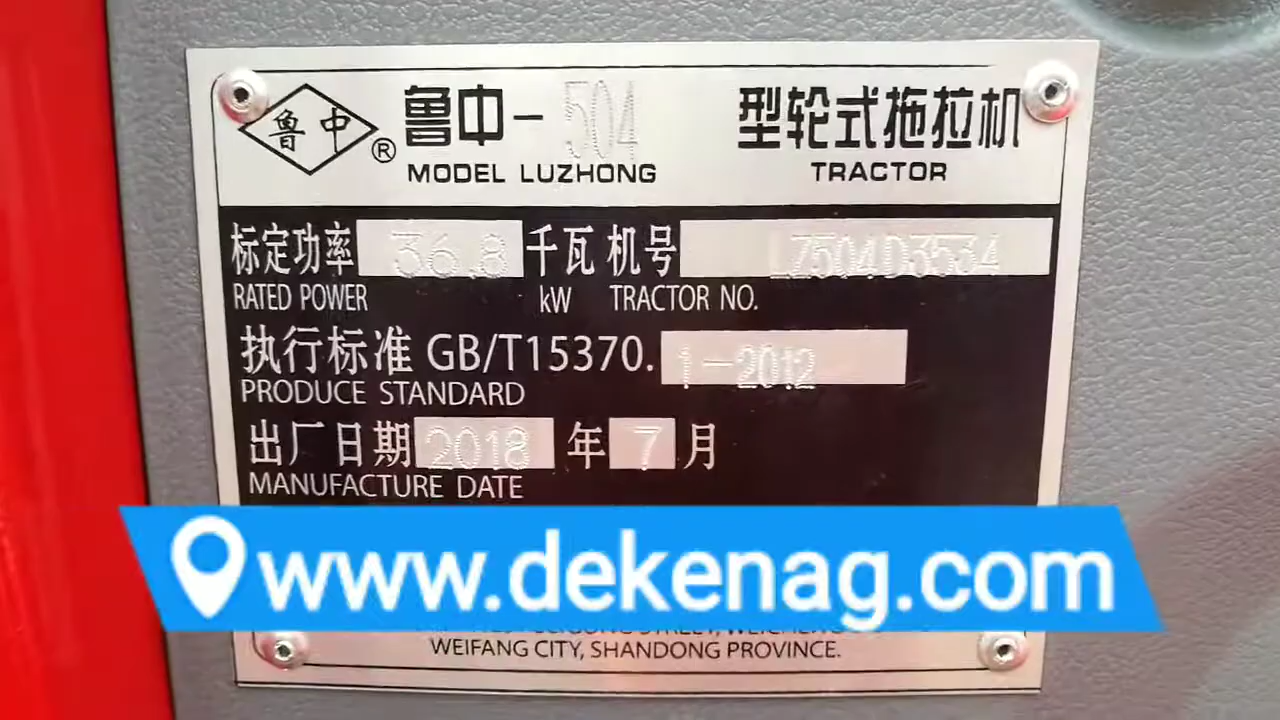 鲁中® 鲁中-504 型轮式拖拉机
MODEL LUZHONG TRACTOR
标定功率 36.8 千瓦 机号 LZ504D3534
RATED POWER kW TRACTOR NO.
执行标准 GB/T15370.1-2012
PRODUCE STANDARD
出厂日期 2018 年 7 月
MANUFACTURE DATE
www.dekenag.com
WEIFANG CITY, SHANDONG PROVINCE.